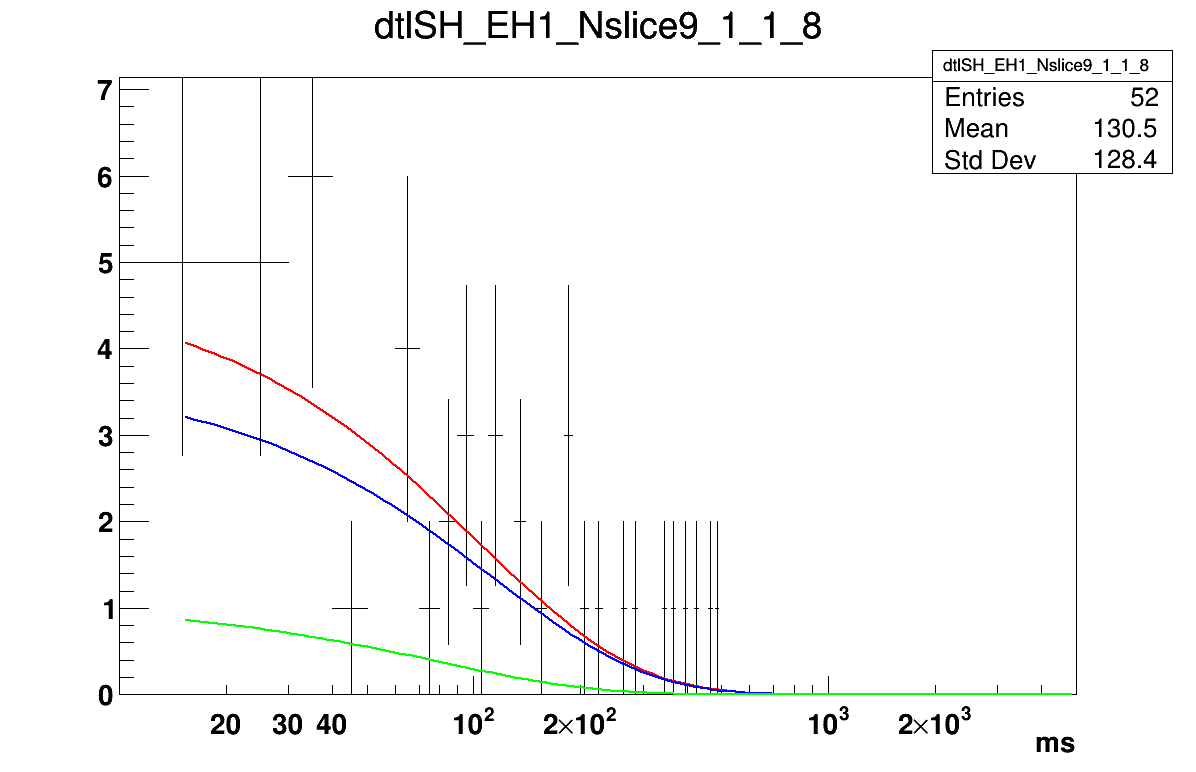 dtISH_EH1_Nslice9_1_1_8
dtISH_EH1_Nslice9_1_1_8
Entries 52
Mean 130.5
Std Dev 128.4
7
6
5
4
3
2
1
0
20 30 40 10² 2×10² 10³ 2×10³
ms